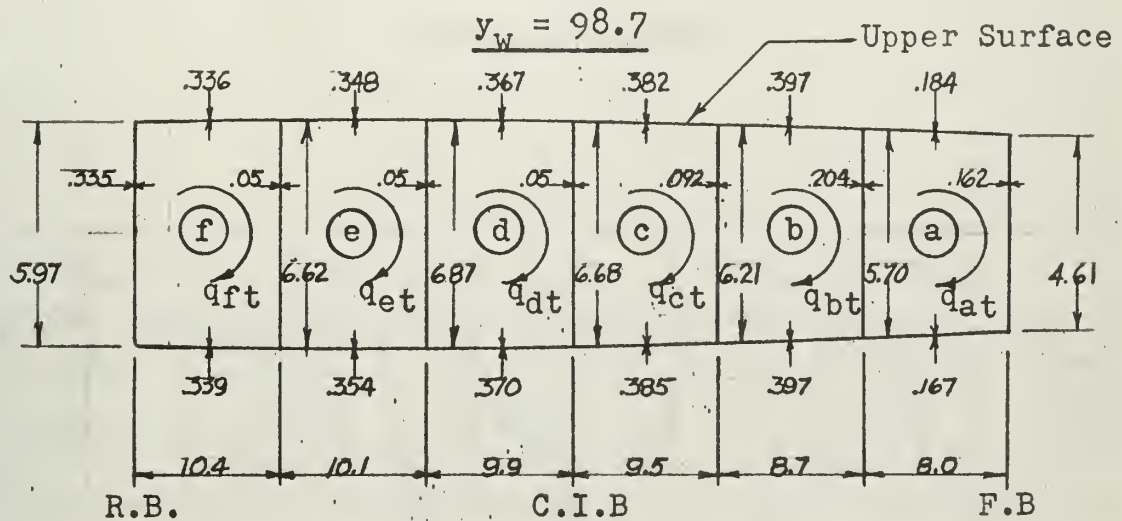 y_w = 98.7
Upper Surface
.336 .348 .367 .382 .397 .184
.335 .05 .05 .05 .092 .204 .162
f e d c b a
5.97 6.62 6.87 6.68 6.21 5.70 4.61
q_ft q_et q_dt q_ct q_bt q_at
.339 .354 .370 .385 .397 .167
10.4 10.1 9.9 9.5 8.7 8.0
R.B. C.I.B F.B